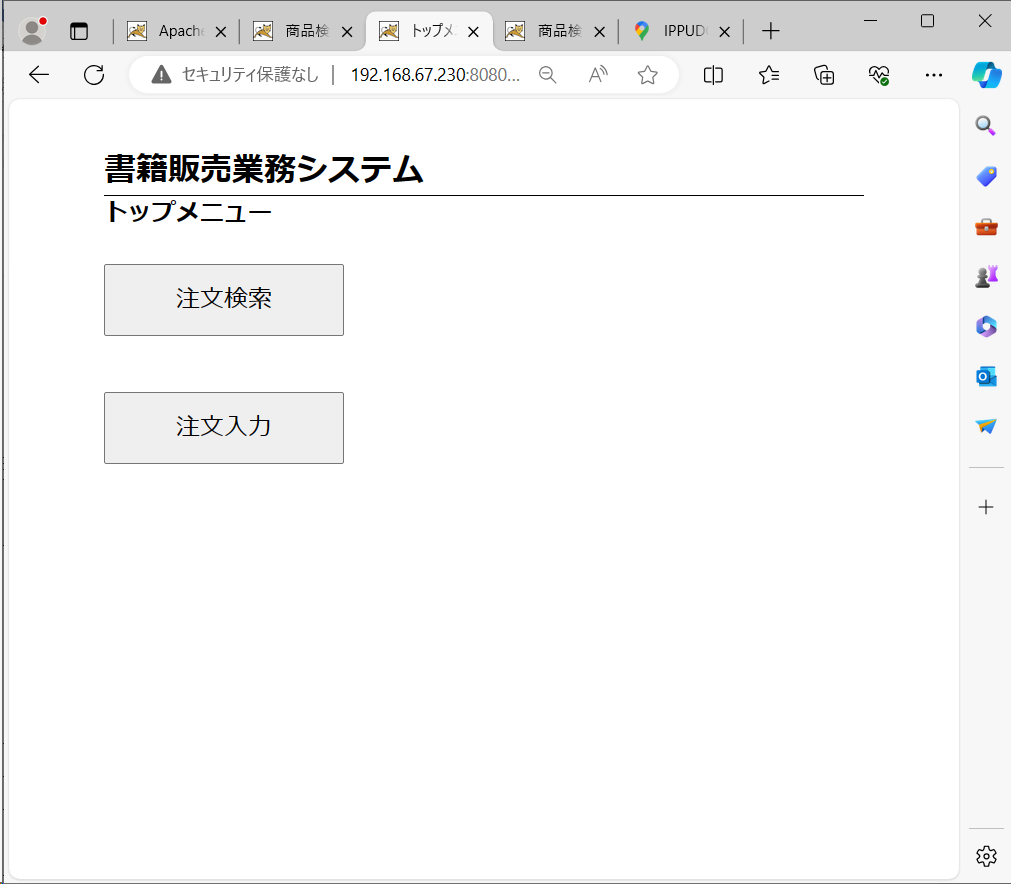 Apach
商品検
トップメ
商品検
IPPUD
セキュリティ保護なし
192.168.67.230:8080...
書籍販売業務システム
トップメニュー
注文検索
注文入力